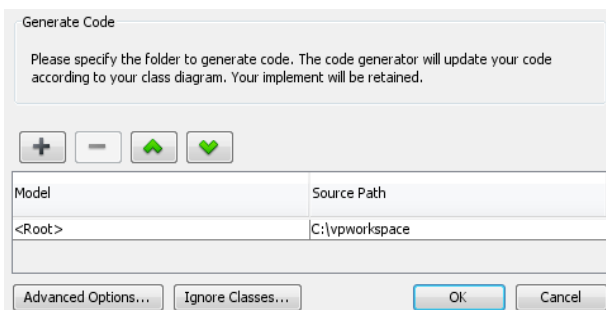 Generate Code
Please specify the folder to generate code. The code generator will update your code
according to your class diagram. Your implement will be retained.
Model Source Path
<Root> C:\vpworkspace
Advanced Options... Ignore Classes... OK Cancel